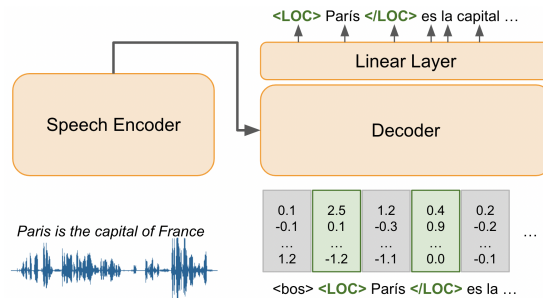 <LOC> París </LOC> es la capital ...
Linear Layer
Speech Encoder
Decoder
Paris is the capital of France
0.1 2.5 1.2 0.4 0.2
-0.1 0.1 -0.3 0.9 -0.2
... ... ... ... ... ...
1.2 -1.2 -1.1 0.0 -0.1
<bos> <LOC> París </LOC> es la ...